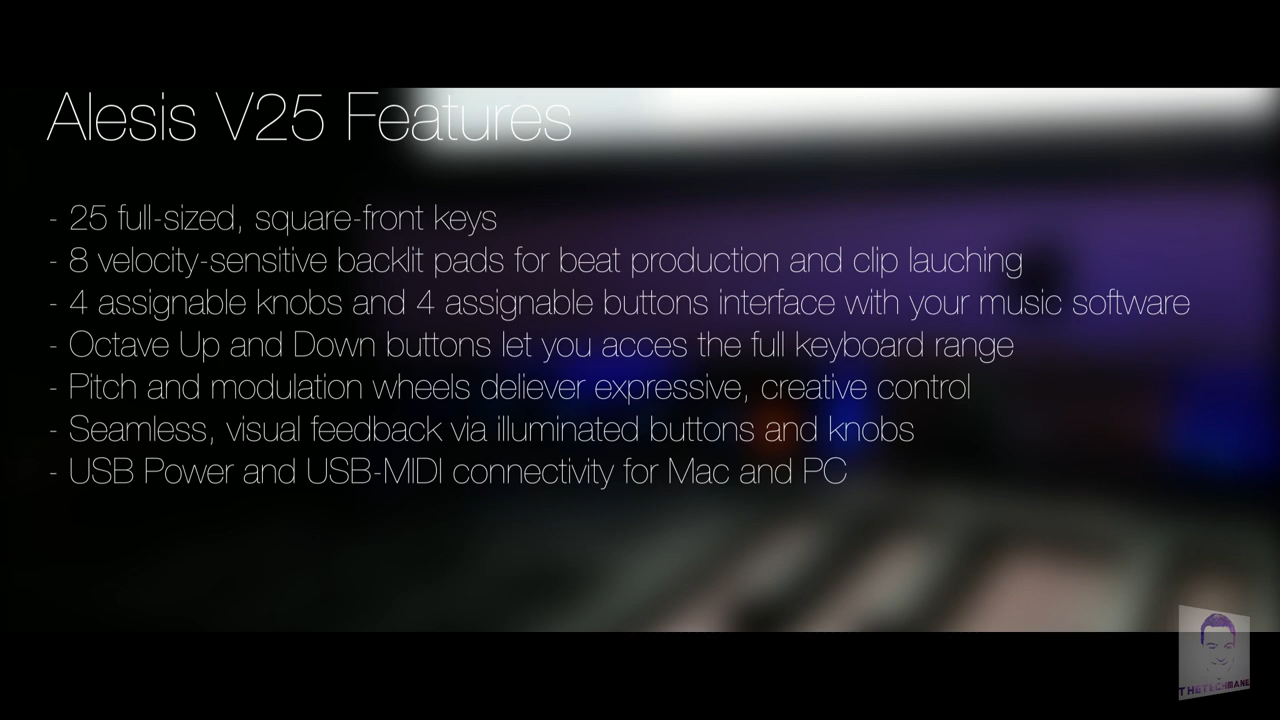 Alesis V25 Features
- 25 full-sized, square-front keys
- 8 velocity-sensitive backlit pads for beat production and clip lauching
- 4 assignable knobs and 4 assignable buttons interface with your music software
- Octave Up and Down buttons let you acces the full keyboard range
- Pitch and modulation wheels deliever expressive, creative control
- Seamless, visual feedback via illuminated buttons and knobs
- USB Power and USB-MIDI connectivity for Mac and PC
THETECHMANE